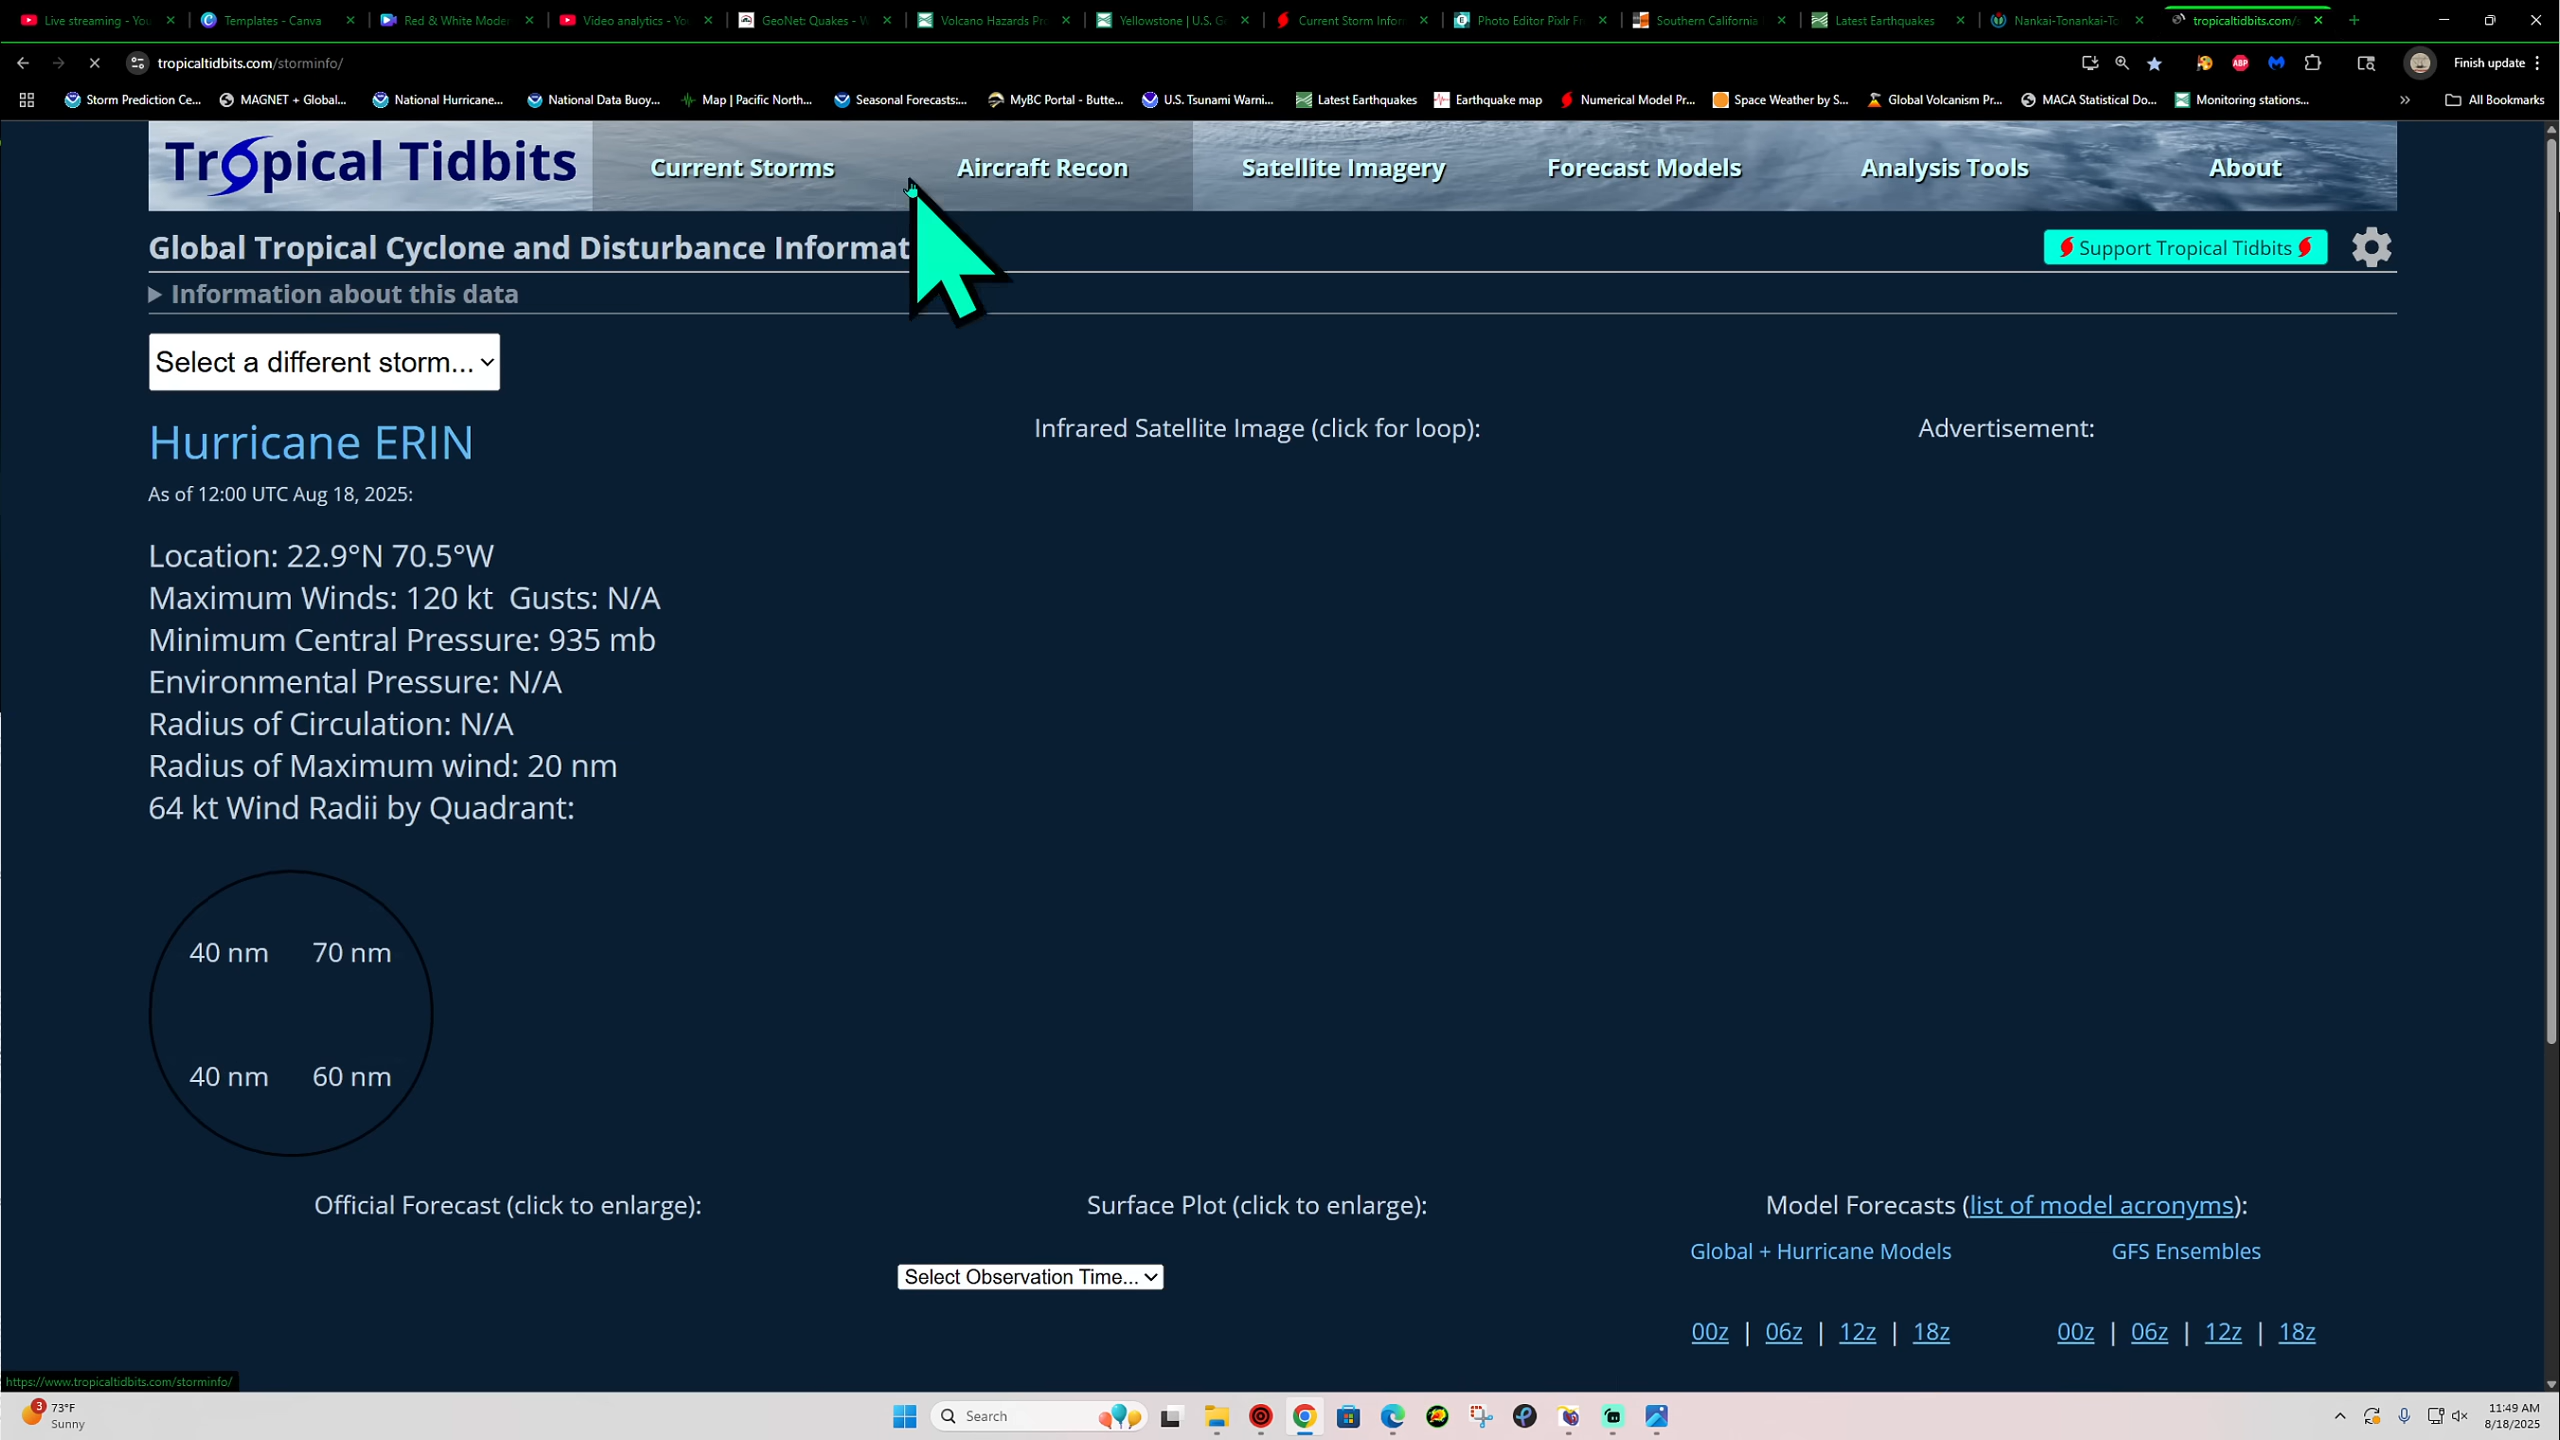 Live streaming - You
Templates - Canva
Red & White Moder
Video analytics - You
GeoNet: Quakes - W
Volcano Hazards Pro
Yellowstone | U.S. Ge
Current Storm Infor
Photo Editor Pixlr Fr
Southern California
Latest Earthquakes
Nankai-Tonankai-To
tropicaltidbits.com/s
tropicaltidbits.com/storminfo/
ABP
Finish update
Storm Prediction Ce...
MAGNET + Global...
National Hurricane...
National Data Buoy...
Map | Pacific North...
Seasonal Forecasts:...
MyBC Portal - Butte...
U.S. Tsunami Warni...
Latest Earthquakes
Earthquake map
Numerical Model Pr...
Space Weather by S...
Global Volcanism Pr...
MACA Statistical Do...
Monitoring stations...
All Bookmarks
Tropical Tidbits
Current Storms
Aircraft Recon
Satellite Imagery
Forecast Models
Analysis Tools
About
Global Tropical Cyclone and Disturbance Informat
Support Tropical Tidbits
Information about this data
Select a different storm...
Hurricane ERIN
As of 12:00 UTC Aug 18, 2025:
Location: 22.9°N 70.5°W
Maximum Winds: 120 kt Gusts: N/A
Minimum Central Pressure: 935 mb
Environmental Pressure: N/A
Radius of Circulation: N/A
Radius of Maximum wind: 20 nm
64 kt Wind Radii by Quadrant:
40 nm 70 nm
40 nm 60 nm
Infrared Satellite Image (click for loop):
Advertisement:
Official Forecast (click to enlarge):
Surface Plot (click to enlarge):
Select Observation Time...
Model Forecasts (list of model acronyms):
Global + Hurricane Models
GFS Ensembles
00z | 06z | 12z | 18z
00z | 06z | 12z | 18z
https://www.tropicaltidbits.com/storminfo/
3
73°F
Sunny
Search
11:49 AM
8/18/2025